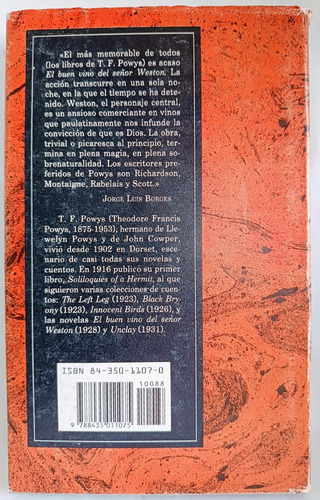 «El más memorable de todos
(los libros de T. F. Powys) es acaso
El buen vino del señor Weston. La
acción transcurre en una sola no-
che, en la que el tiempo se ha dete-
nido. Weston, el personaje central,
es un ansioso comerciante en vinos
que paulatinamente nos infunde la
convicción de que es Dios. La obra,
trivial o picaresca al principio, ter-
mina en plena magia, en plena so-
brenaturalidad. Los escritores pre-
feridos de Powys son Richardson,
Montaigne, Rabelais y Scott.»
JORGE LUIS BORGES
T. F. Powys (Theodore Francis
Powys, 1875-1953), hermano de Lle-
welyn Powys y de John Cowper,
vivió desde 1902 en Dorset, esce-
nario de casi todas sus novelas y
cuentos. En 1916 publicó su primer
libro, Soliloquies of a Hermit, al que
siguieron varias colecciones de cuen-
tos: The Left Leg (1923), Black Bry-
ony (1923), Innocent Birds (1926), y
las novelas El buen vino del señor
Weston (1928) y Unclay (1931).
ISBN 84-350-1107-0
10088
9 788435 011075